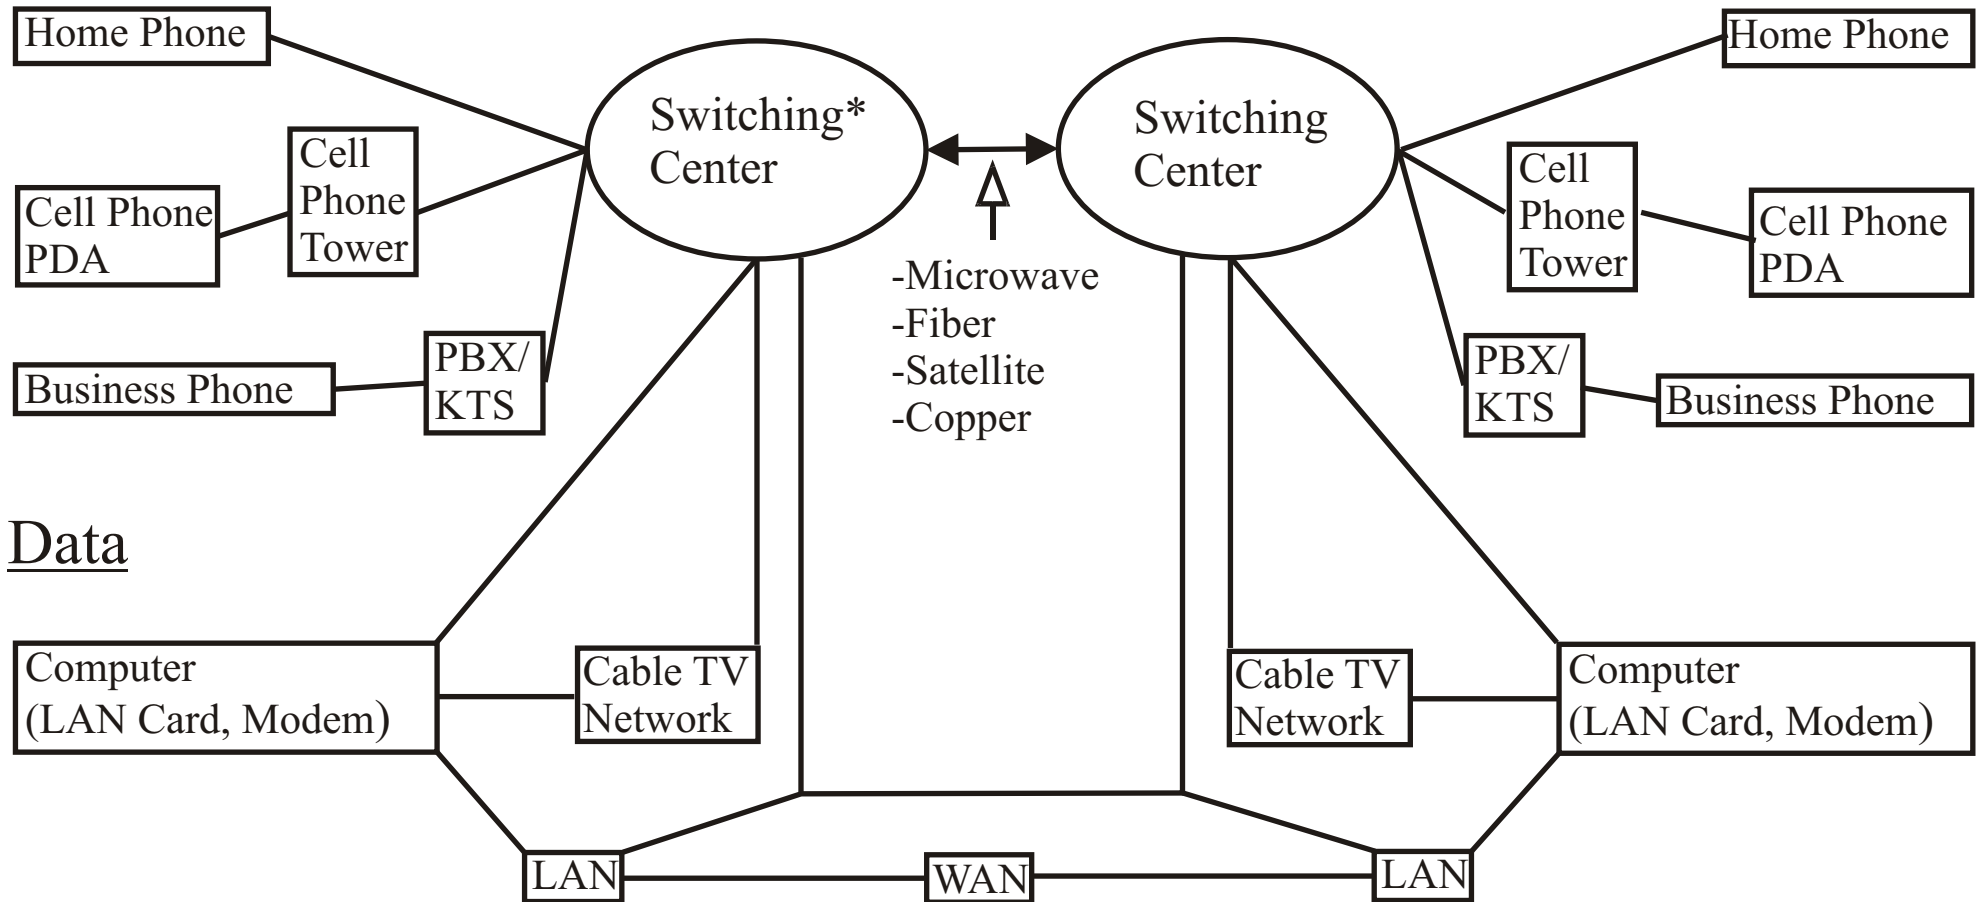 Home Phone
Home Phone
Switching*
Center
Switching
Center
Cell
Phone
Tower
Cell
Phone
Tower
Cell Phone
PDA
Cell Phone
PDA
-Microwave
-Fiber
-Satellite
-Copper
Business Phone
PBX/
KTS
PBX/
KTS
Business Phone
Data
Computer
(LAN Card, Modem)
Cable TV
Network
Cable TV
Network
Computer
(LAN Card, Modem)
LAN
WAN
LAN